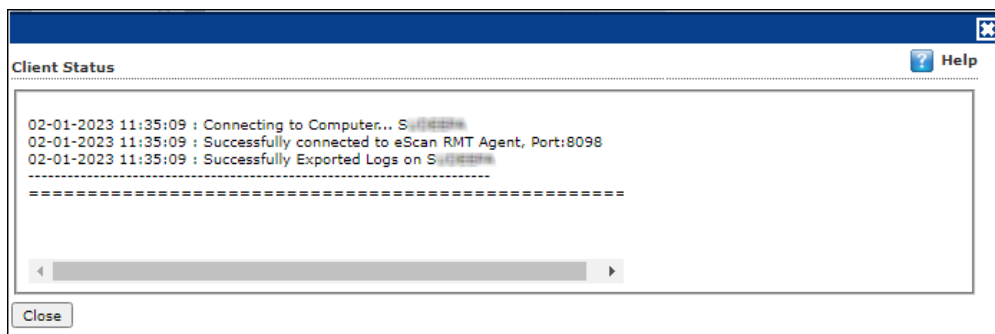 Client Status
Help
02-01-2023 11:35:09 : Connecting to Computer...
02-01-2023 11:35:09 : Successfully connected to eScan RMT Agent, Port:8098
02-01-2023 11:35:09 : Successfully Exported Logs on
Close